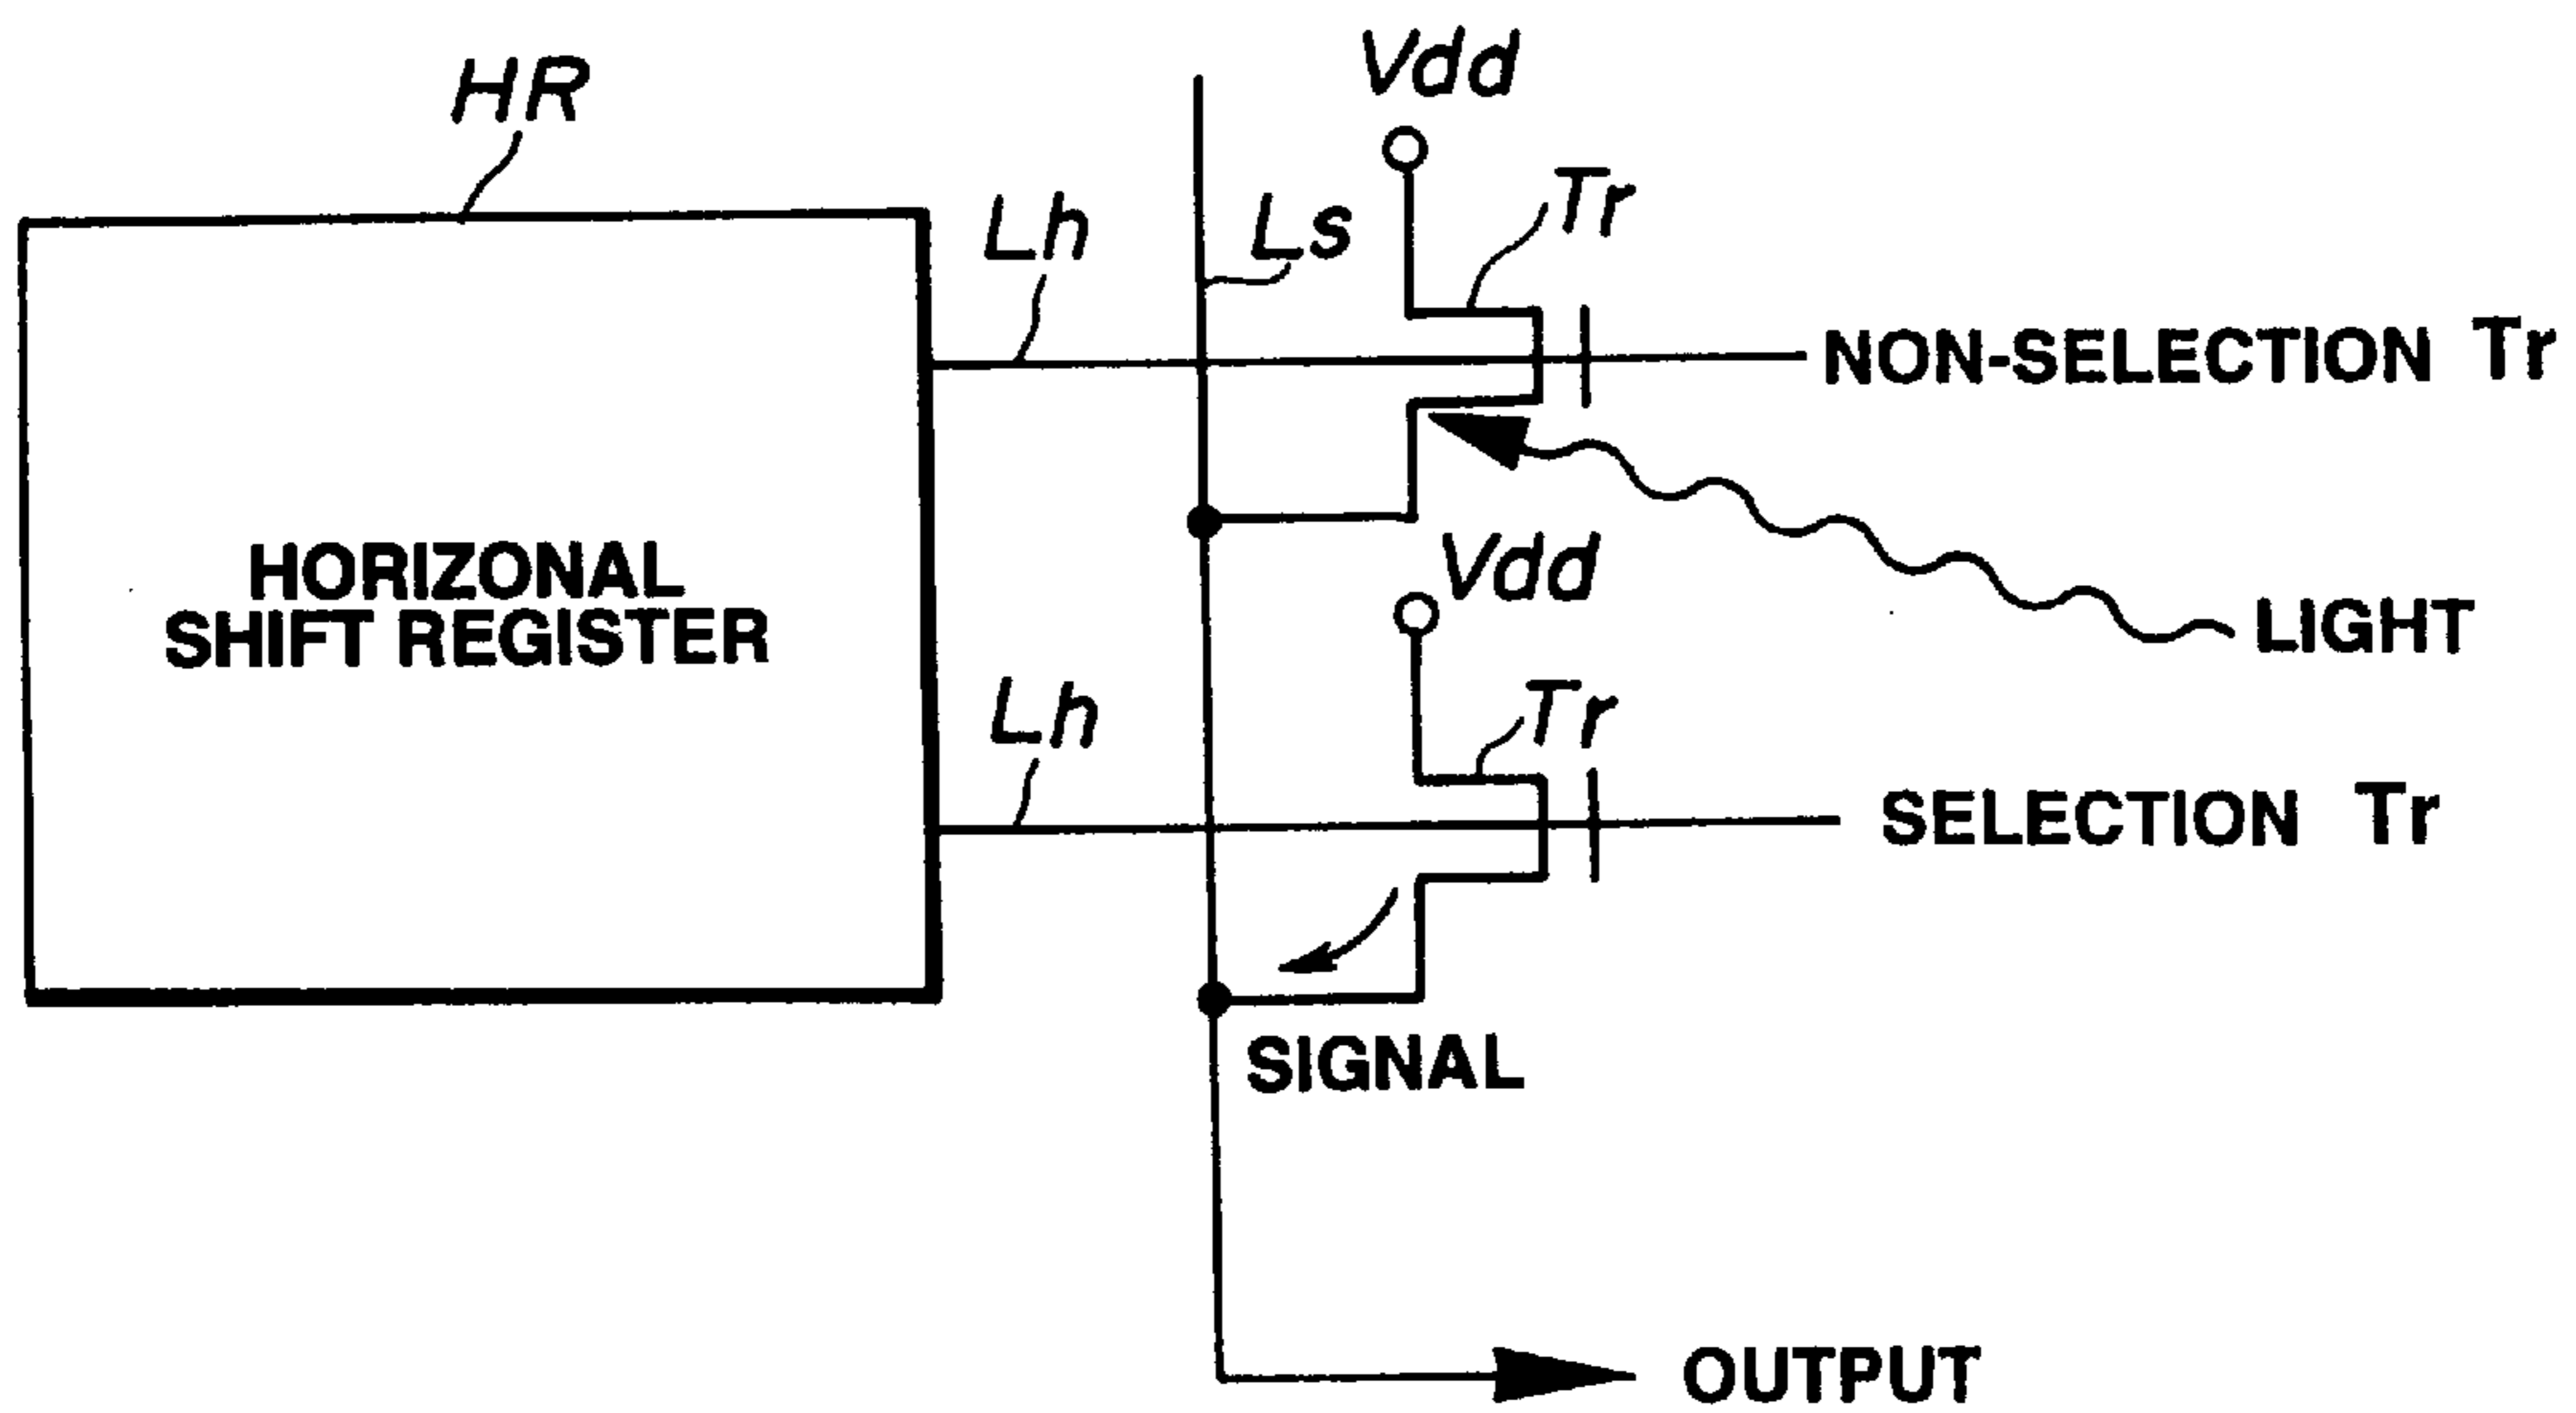 HR
Vdd
Tr
Lh
Ls
NON-SELECTION Tr
HORIZONAL
SHIFT REGISTER
Vdd
LIGHT
Lh
Tr
SELECTION Tr
SIGNAL
OUTPUT